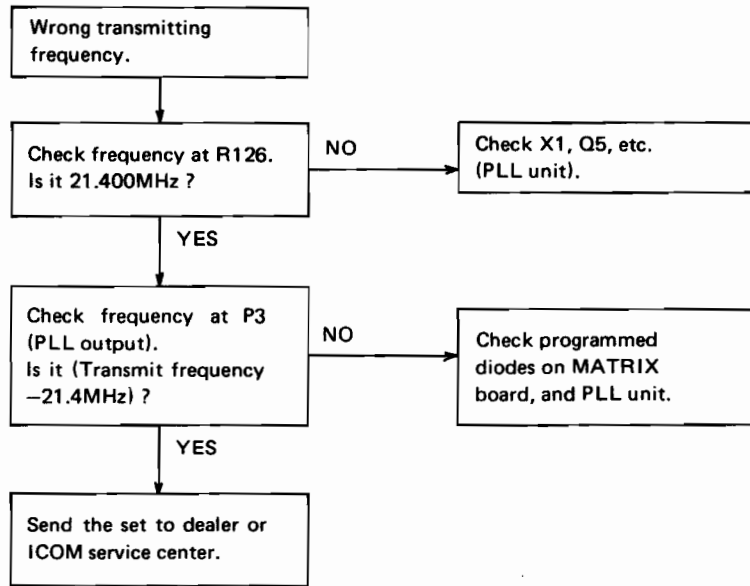 Wrong transmitting
frequency.
Check frequency at R126.
Is it 21.400MHz ?
NO
Check X1, Q5, etc.
(PLL unit).
YES
Check frequency at P3
(PLL output).
Is it (Transmit frequency
−21.4MHz) ?
NO
Check programmed
diodes on MATRIX
board, and PLL unit.
YES
Send the set to dealer or
ICOM service center.